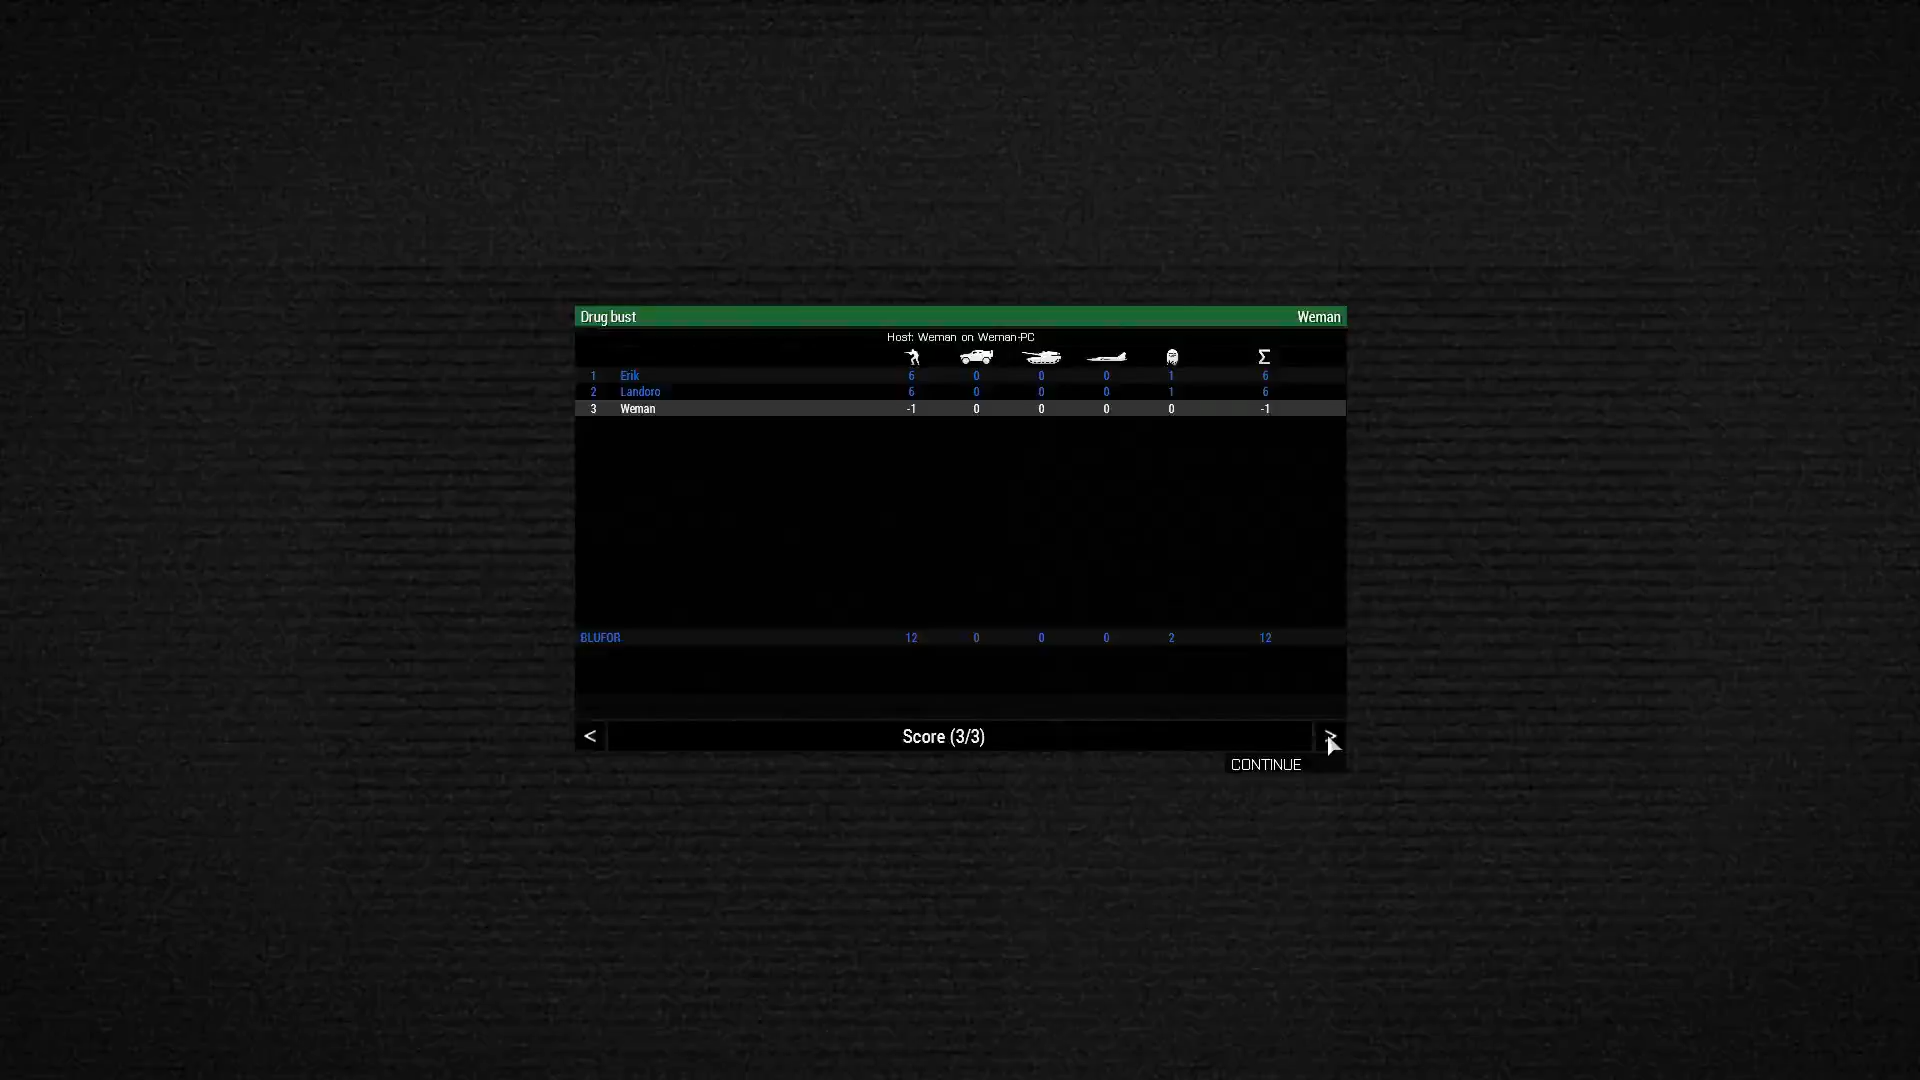 Drug bust Weman
Host: Weman on Weman-PC
Σ
1 Erik 6 0 0 0 1 6
2 Landoro 6 0 0 0 1 6
3 Weman -1 0 0 0 0 -1
BLUFOR 12 0 0 0 2 12
< Score (3/3) >
CONTINUE